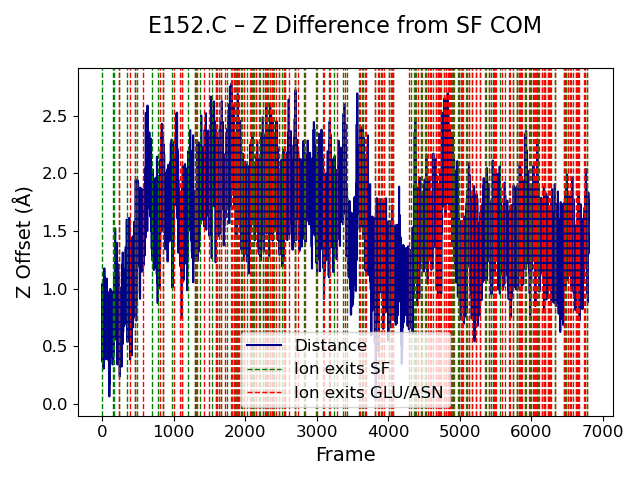 E152.C – Z Difference from SF COM
Z Offset (Å)
2.5
2.0
1.5
1.0
0.5
0.0
Distance
Ion exits SF
Ion exits GLU/ASN
0 1000 2000 3000 4000 5000 6000 7000
Frame